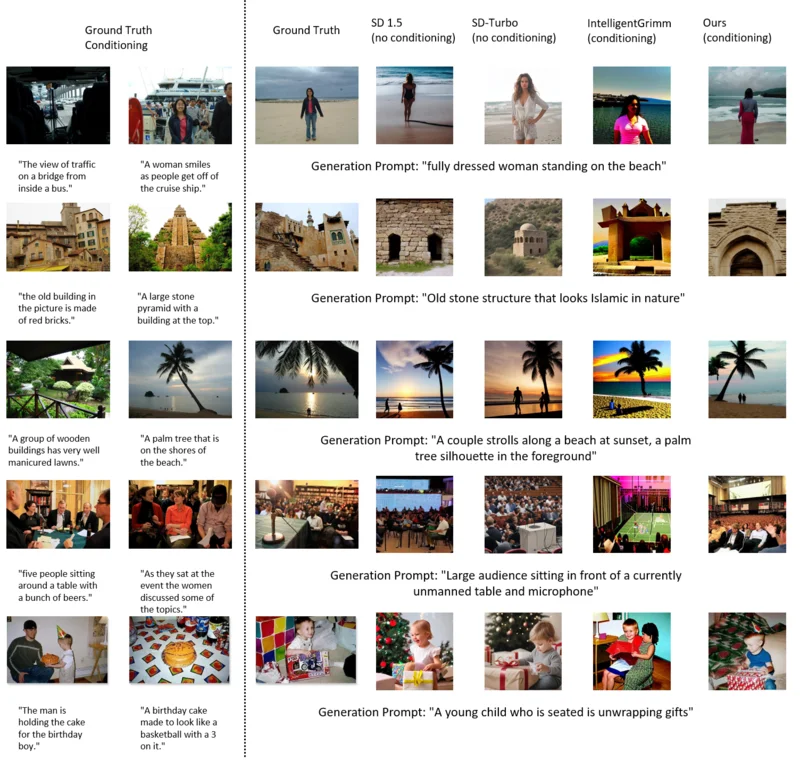 Ground Truth
Conditioning
Ground Truth
SD 1.5
(no conditioning)
SD-Turbo
(no conditioning)
IntelligentGrimm
(conditioning)
Ours
(conditioning)
"The view of traffic
on a bridge from
inside a bus."
"A woman smiles
as people get off of
the cruise ship."
Generation Prompt: "fully dressed woman standing on the beach"
"the old building in
the picture is made
of red bricks."
"A large stone
pyramid with a
building at the top."
Generation Prompt: "Old stone structure that looks Islamic in nature"
"A group of wooden
buildings has very well
manicured lawns."
"A palm tree that is
on the shores of
the beach."
Generation Prompt: "A couple strolls along a beach at sunset, a palm
tree silhouette in the foreground"
"five people sitting
around a table with
a bunch of beers."
"As they sat at the
event the women
discussed some of
the topics."
Generation Prompt: "Large audience sitting in front of a currently
unmanned table and microphone"
"The man is
holding the cake
for the birthday
boy."
"A birthday cake
made to look like a
basketball with a 3
on it."
Generation Prompt: "A young child who is seated is unwrapping gifts"